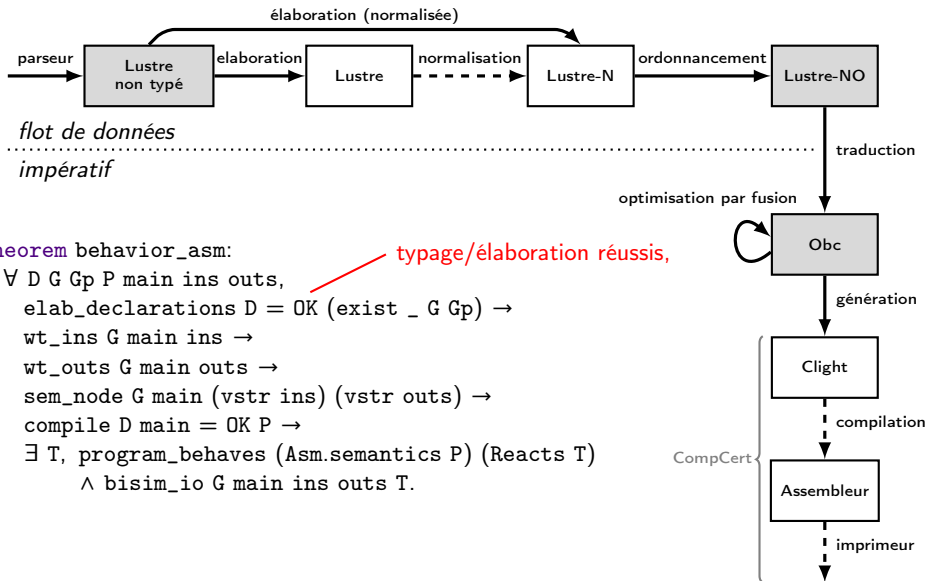 élaboration (normalisée)
parseur
Lustre
non typé
elaboration
Lustre
normalisation
Lustre-N
ordonnancement
Lustre-NO
flot de données
impératif
traduction
optimisation par fusion
Obc
génération
heorem behavior_asm:
∀ D G Gp P main ins outs,
elab_declarations D = OK (exist _ G Gp) →
wt_ins G main ins →
wt_outs G main outs →
sem_node G main (vstr ins) (vstr outs) →
compile D main = OK P →
∃ T, program_behaves (Asm.semantics P) (Reacts T)
∧ bisim_io G main ins outs T.
typage/élaboration réussis,
Clight
compilation
CompCert
Assembleur
imprimeur